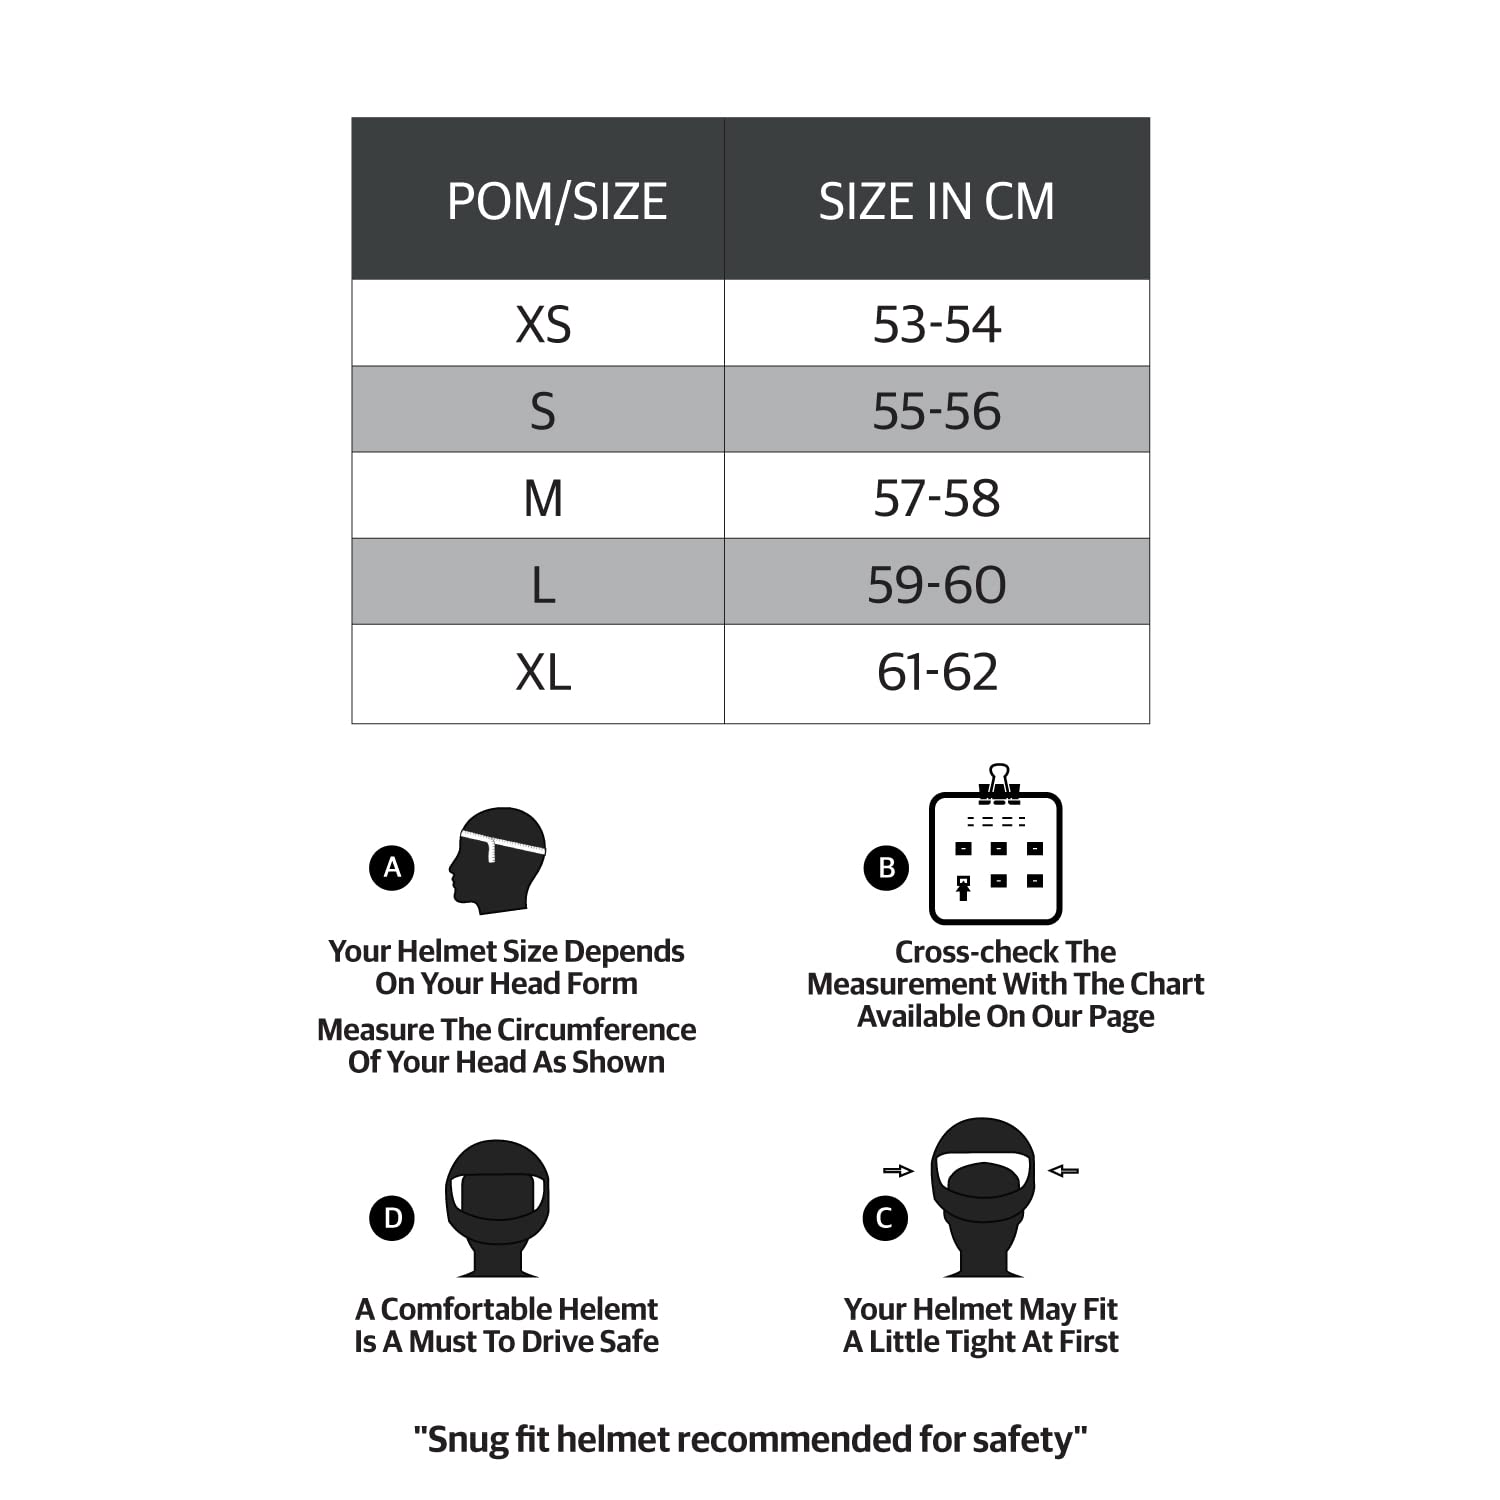 POM/SIZE SIZE IN CM
XS 53-54
S 55-56
M 57-58
L 59-60
XL 61-62
A
Your Helmet Size Depends
On Your Head Form
Measure The Circumference
Of Your Head As Shown
B
Cross-check The
Measurement With The Chart
Available On Our Page
D
A Comfortable Helemt
Is A Must To Drive Safe
C
Your Helmet May Fit
A Little Tight At First
"Snug fit helmet recommended for safety"